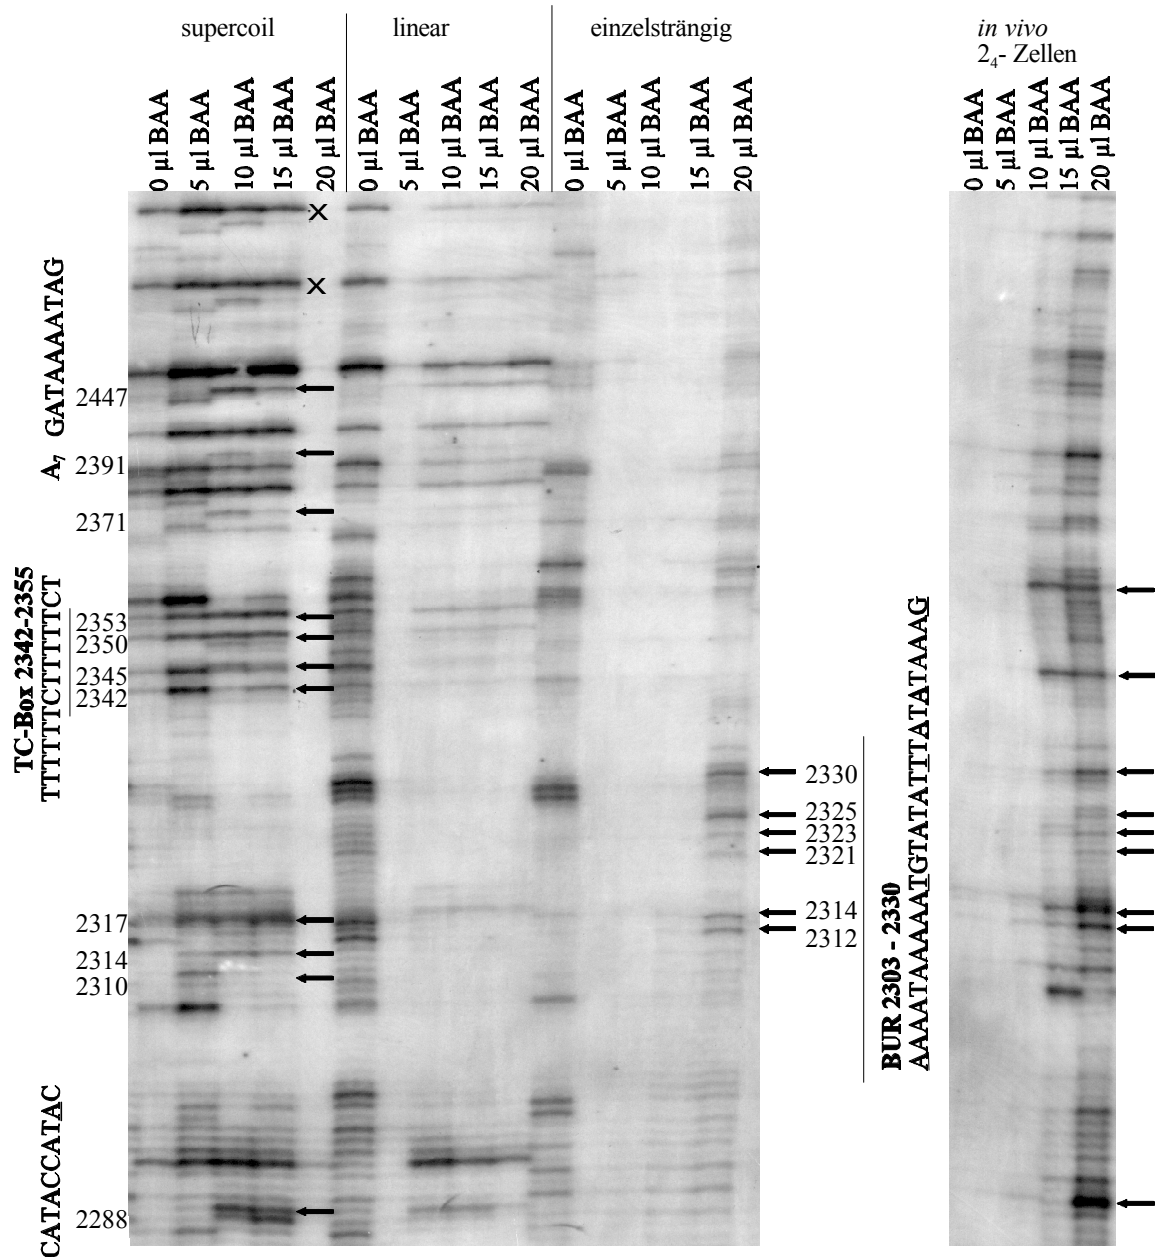 supercoil
linear
einzelsträngig
in vivo
2₄- Zellen
0 µl BAA
5 µl BAA
10 µl BAA
15 µl BAA
20 µl BAA
0 µl BAA
5 µl BAA
10 µl BAA
15 µl BAA
20 µl BAA
0 µl BAA
5 µl BAA
10 µl BAA
15 µl BAA
20 µl BAA
0 µl BAA
5 µl BAA
10 µl BAA
15 µl BAA
20 µl BAA
X
X
A₇ GATAAAATAG
2447
2391
2371
TC-Box 2342-2355
TTTTTTCTTTTTTCT
2353
2350
2345
2342
2317
2314
2310
CATACCATAC
2288
2330
2325
2323
2321
2314
2312
BUR 2303 - 2330
AAAATAAAAATGTATATTTATATAAAG